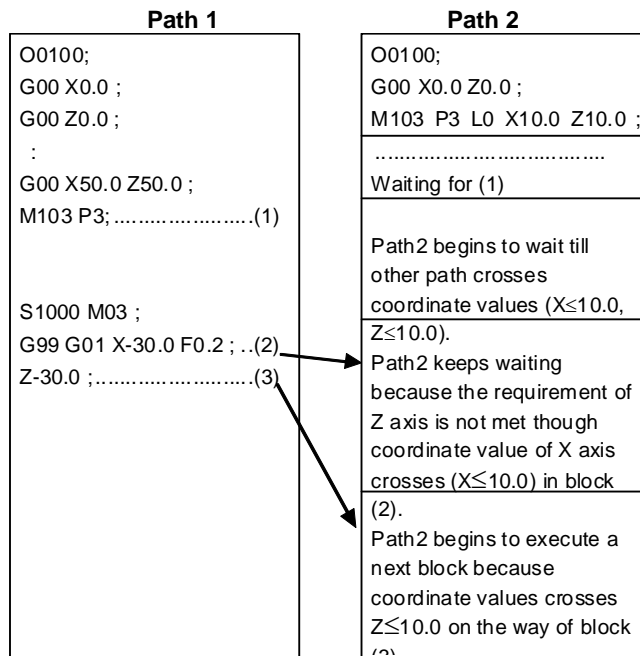 Path 1
O0100;
G00 X0.0 ;
G00 Z0.0 ;
:
G00 X50.0 Z50.0 ;
M103 P3; .......................(1)
S1000 M03 ;
G99 G01 X-30.0 F0.2 ; ..(2)
Z-30.0 ;..........................(3)
Path 2
O0100;
G00 X0.0 Z0.0 ;
M103 P3 L0 X10.0 Z10.0 ;
.......................................
Waiting for (1)
Path2 begins to wait till
other path crosses
coordinate values (X≤10.0,
Z≤10.0).
Path2 keeps waiting
because the requirement of
Z axis is not met though
coordinate value of X axis
crosses (X≤10.0) in block
(2).
Path2 begins to execute a
next block because
coordinate values crosses
Z≤10.0 on the way of block